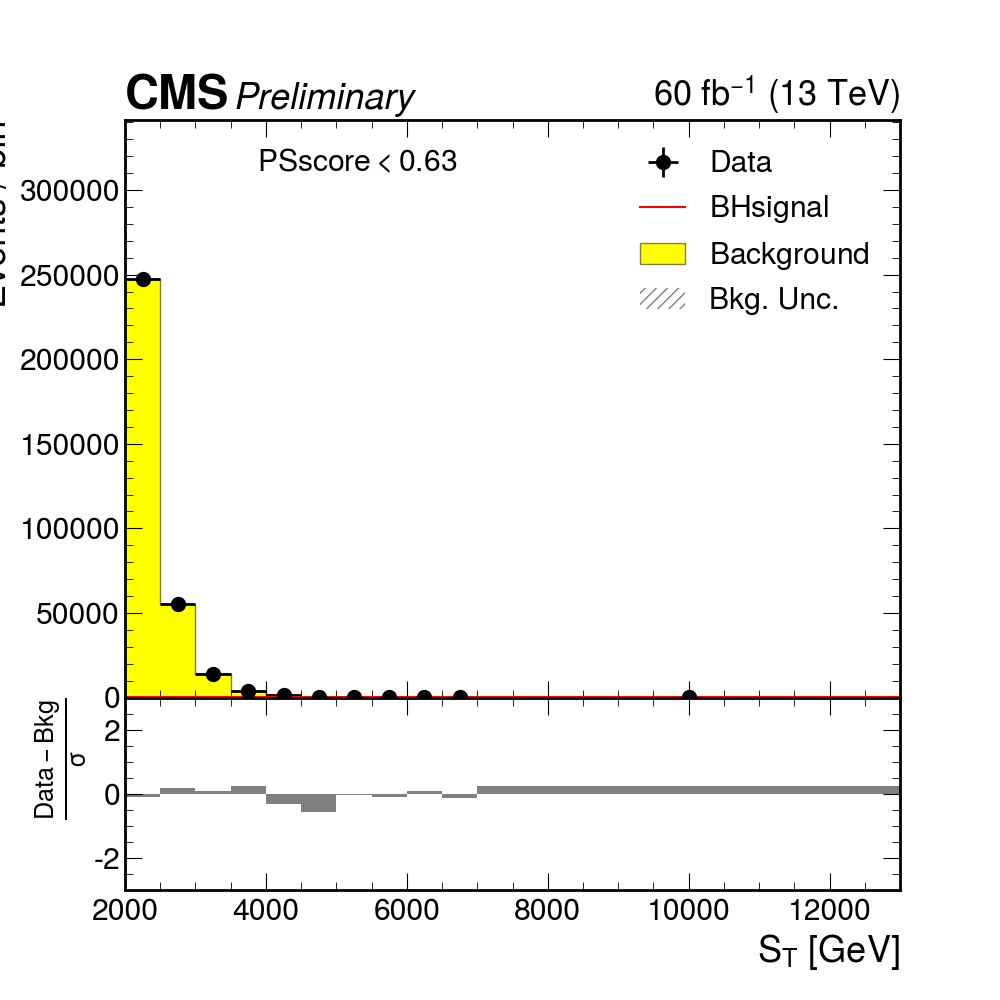 CMS Preliminary
60 fb⁻¹ (13 TeV)
PSscore < 0.63
Data
BHsignal
Background
Bkg. Unc.
300000
250000
200000
150000
100000
50000
0
Data – Bkg
σ
2
0
-2
2000 4000 6000 8000 10000 12000
S_T [GeV]